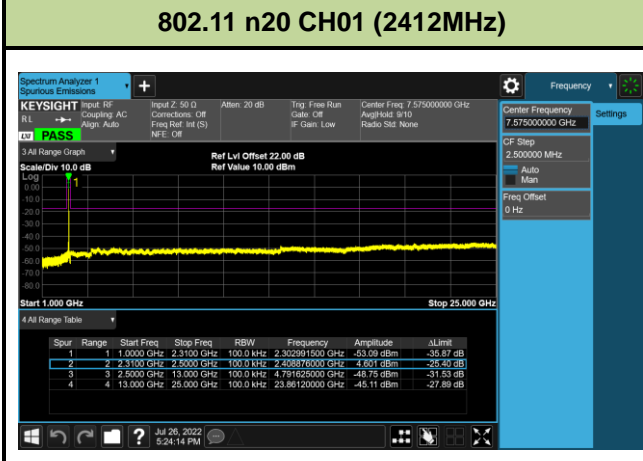 802.11 n20 CH01 (2412MHz)
Spectrum Analyzer 1
Spurious Emissions
Frequency
KEYSIGHT
RL
LXI
PASS
Input: RF
Coupling: AC
Align: Auto
Input Z: 50 Ω
Corrections: Off
Freq Ref: Int (S)
NFE: Off
Atten: 20 dB
Trig: Free Run
Gate: Off
IF Gain: Low
Center Freq: 7.575000000 GHz
Avg|Hold: 9/10
Radio Std: None
Center Frequency
7.575000000 GHz
Settings
CF Step
2.500000 MHz
Auto
Man
Freq Offset
0 Hz
3 All Range Graph
Scale/Div 10.0 dB
Ref Lvl Offset 22.00 dB
Ref Value 10.00 dBm
Log
1
0.00
-10.0
-20.0
-30.0
-40.0
-50.0
-60.0
-70.0
-80.0
Start 1.000 GHz
Stop 25.000 GHz
4 All Range Table
Spur Range Start Freq Stop Freq RBW Frequency Amplitude ΔLimit
1 1 1.0000 GHz 2.3100 GHz 100.0 kHz 2.302991500 GHz -53.09 dBm -35.87 dB
2 2 2.3100 GHz 2.5000 GHz 100.0 kHz 2.408876000 GHz 4.601 dBm -25.40 dB
3 3 2.5000 GHz 13.000 GHz 100.0 kHz 4.791625000 GHz -48.75 dBm -31.53 dB
4 4 13.000 GHz 25.000 GHz 100.0 kHz 23.86120000 GHz -45.11 dBm -27.89 dB
Jul 26, 2022
5:24:14 PM